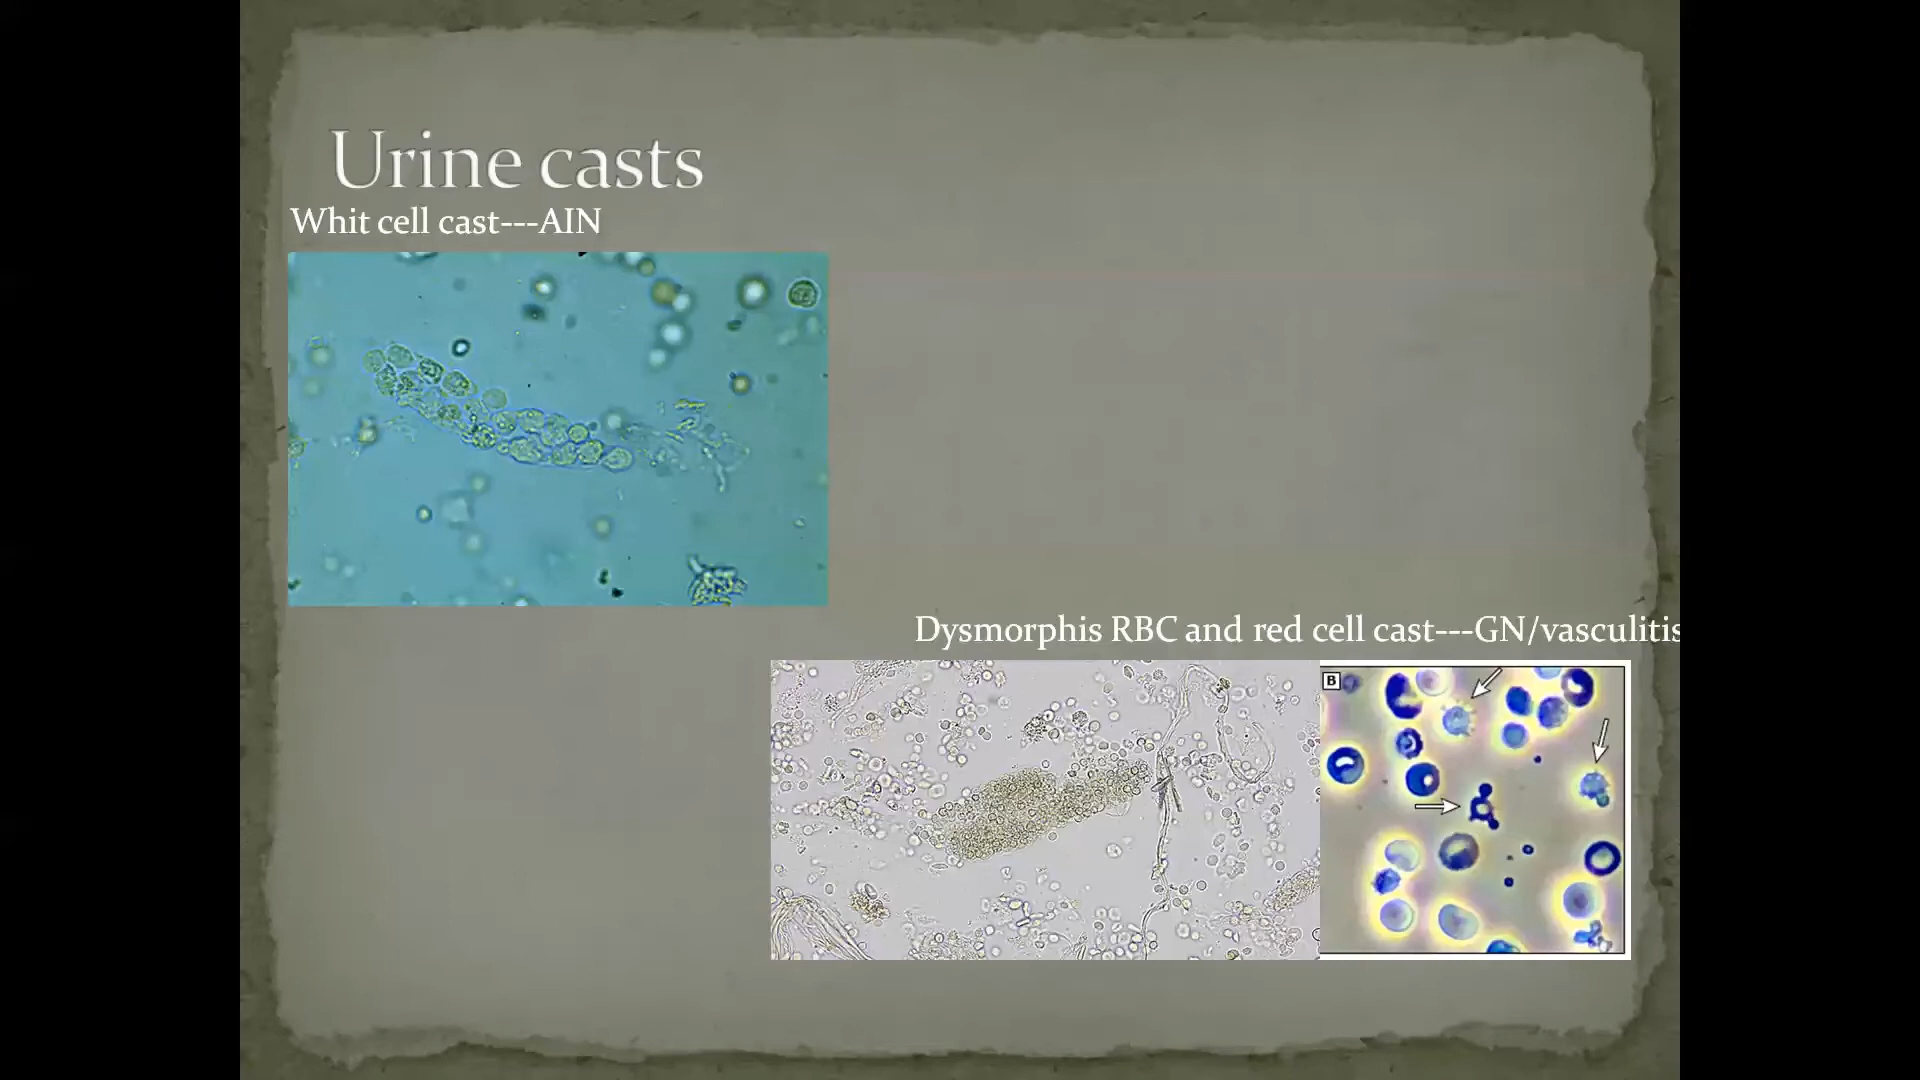 Urine casts
Whit cell cast---AIN
Dysmorphis RBC and red cell cast---GN/vasculitis
B